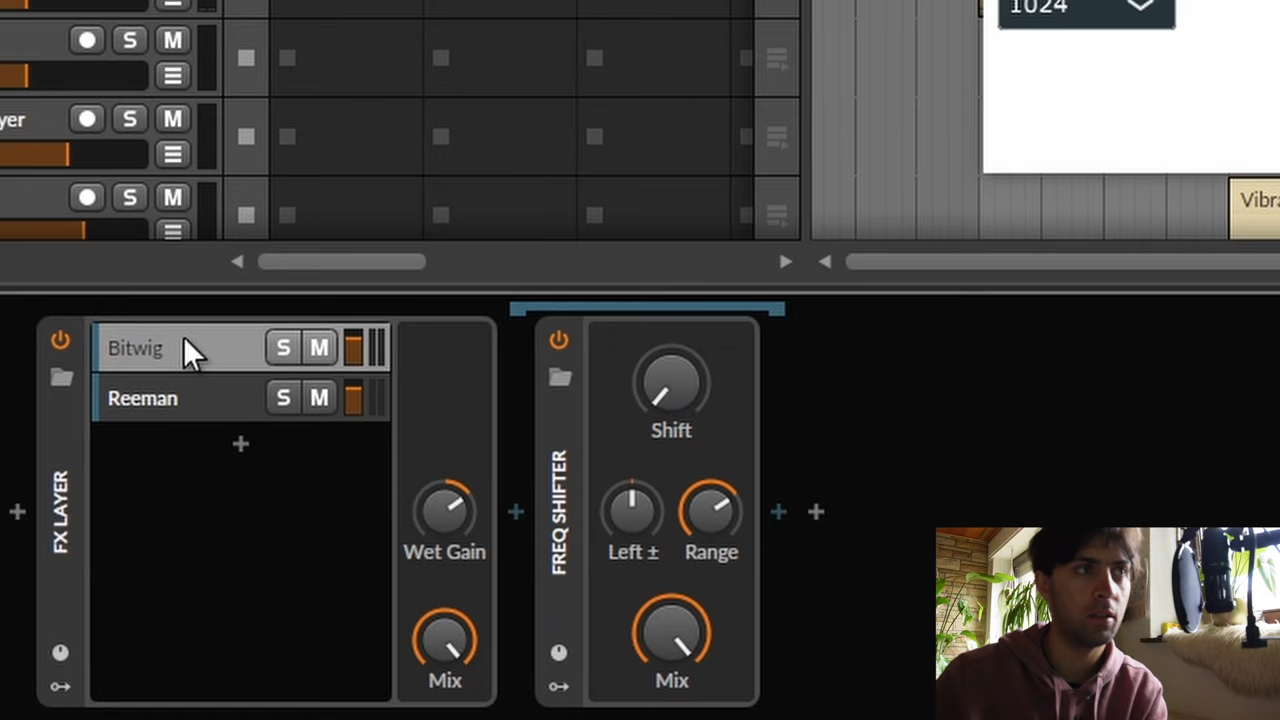 1024
S M
yer S M
S M
Vibra
Bitwig S M
Reeman S M
FX LAYER
Wet Gain
Mix
FREQ SHIFTER
Shift
Left ± Range
Mix